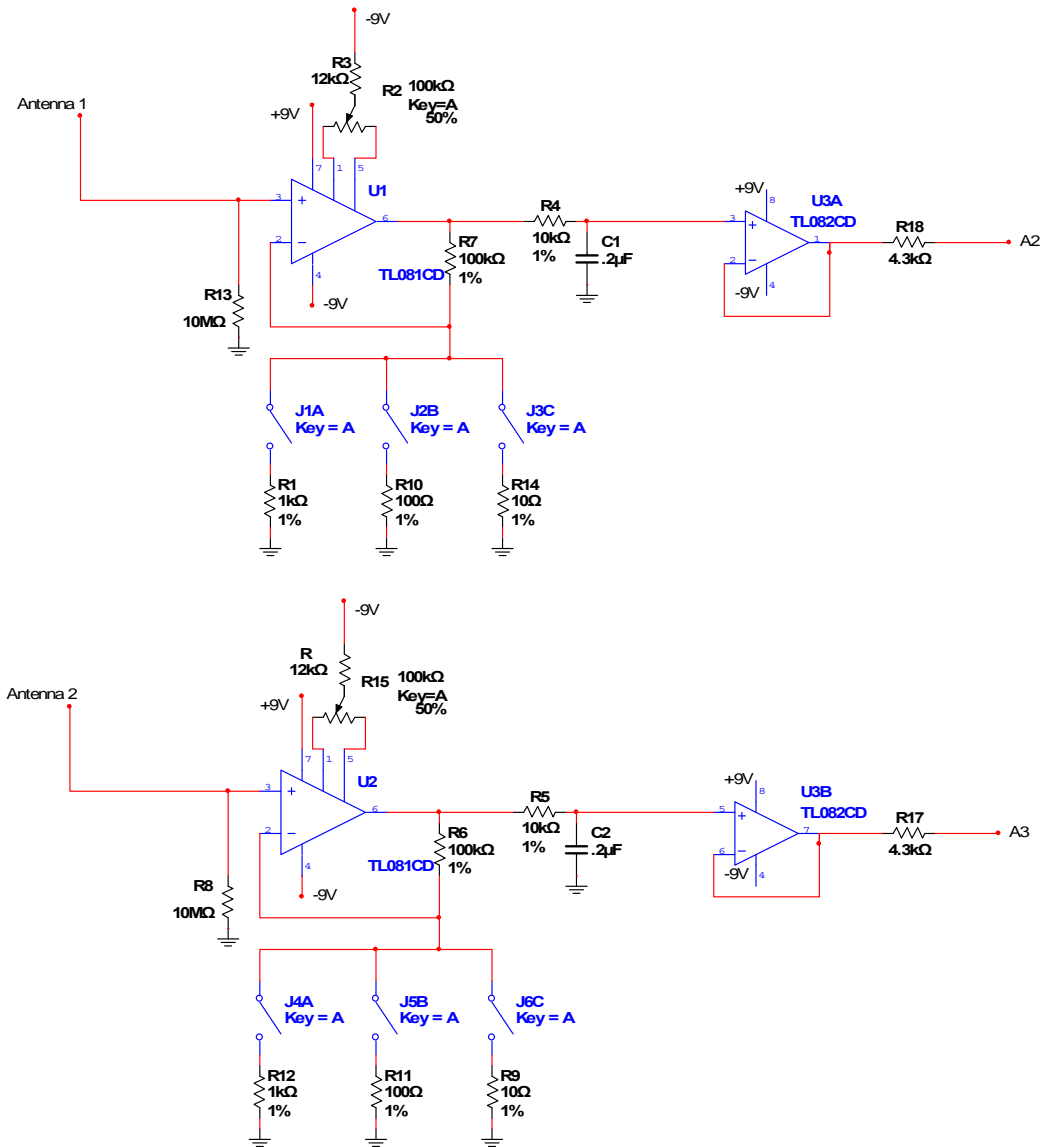 -9V
R3
12kΩ
R2
100kΩ
Key=A
50%
Antenna 1
+9V
7
1
5
U1
3
+
6
2
−
4
TL081CD
-9V
R7
100kΩ
1%
R13
10MΩ
R4
10kΩ
1%
C1
.2µF
+9V
8
U3A
TL082CD
3
+
1
2
−
-9V
4
R18
4.3kΩ
A2
J1A
Key = A
J2B
Key = A
J3C
Key = A
R1
1kΩ
1%
R10
100Ω
1%
R14
10Ω
1%
-9V
R
12kΩ
R15
100kΩ
Key=A
50%
Antenna 2
+9V
7
1
5
U2
3
+
6
2
−
4
TL081CD
-9V
R6
100kΩ
1%
R8
10MΩ
R5
10kΩ
1%
C2
.2µF
+9V
8
U3B
TL082CD
5
+
7
6
−
-9V
4
R17
4.3kΩ
A3
J4A
Key = A
J5B
Key = A
J6C
Key = A
R12
1kΩ
1%
R11
100Ω
1%
R9
10Ω
1%